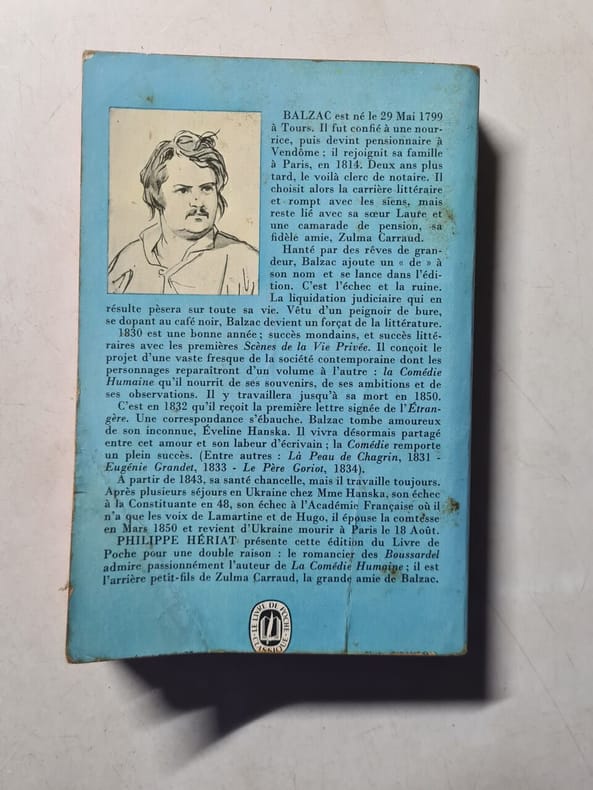 BALZAC est né le 29 Mai 1799
à Tours. Il fut confié à une nour-
rice, puis devint pensionnaire à
Vendôme ; il rejoignit sa famille
à Paris, en 1814. Deux ans plus
tard, le voilà clerc de notaire. Il
choisit alors la carrière littéraire
et rompt avec les siens, mais
reste lié avec sa sœur Laure et
une camarade de pension, sa
fidèle amie, Zulma Carraud.
Hanté par des rêves de gran-
deur, Balzac ajoute un « de » à
son nom et se lance dans l'édi-
tion. C'est l'échec et la ruine.
La liquidation judiciaire qui en
résulte pèsera sur toute sa vie. Vêtu d'un peignoir de bure,
se dopant au café noir, Balzac devient un forçat de la littérature.
1830 est une bonne année ; succès mondains, et succès litté-
raires avec les premières Scènes de la Vie Privée. Il conçoit le
projet d'une vaste fresque de la société contemporaine dont les
personnages reparaîtront d'un volume à l'autre : la Comédie
Humaine qu'il nourrit de ses souvenirs, de ses ambitions et de
ses observations. Il y travaillera jusqu'à sa mort en 1850.
C'est en 1832 qu'il reçoit la première lettre signée de l'Étran-
gère. Une correspondance s'ébauche, Balzac tombe amoureux
de son inconnue, Éveline Hanska. Il vivra désormais partagé
entre cet amour et son labeur d'écrivain ; la Comédie remporte
un plein succès. (Entre autres : Là Peau de Chagrin, 1831 -
Eugénie Grandet, 1833 - Le Père Goriot, 1834).
A partir de 1843, sa santé chancelle, mais il travaille toujours.
Après plusieurs séjours en Ukraine chez Mme Hanska, son échec
à la Constituante en 48, son échec à l'Académie Française où il
n'a que les voix de Lamartine et de Hugo, il épouse la comtesse
en Mars 1850 et revient d'Ukraine mourir à Paris le 18 Août.
PHILIPPE HÉRIAT présente cette édition du Livre de
Poche pour une double raison : le romancier des Boussardel
admire passionnément l'auteur de La Comédie Humaine ; il est
l'arrière petit-fils de Zulma Carraud, la grande amie de Balzac.
LE LIVRE DE POCHE
CLASSIQUE